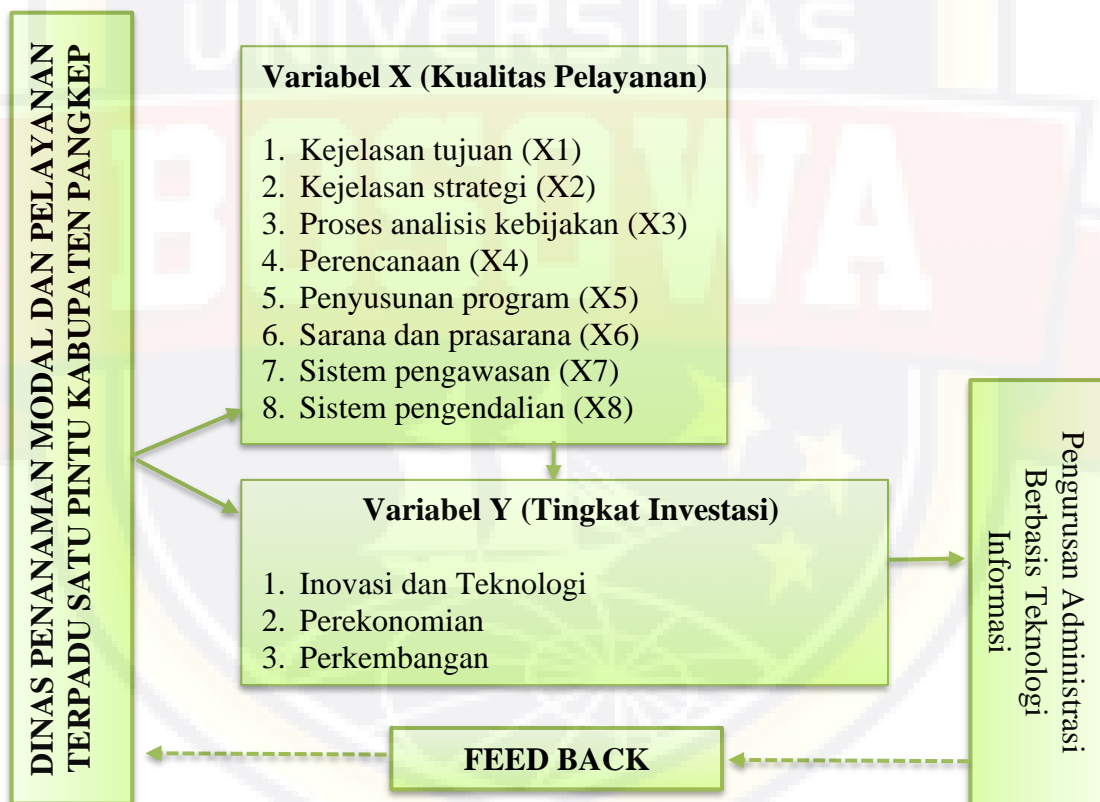 UNIVERSITAS
BOSOWA
DINAS PENANAMAN MODAL DAN PELAYANAN
TERPADU SATU PINTU KABUPATEN PANGKEP
Variabel X (Kualitas Pelayanan)
1. Kejelasan tujuan (X1)
2. Kejelasan strategi (X2)
3. Proses analisis kebijakan (X3)
4. Perencanaan (X4)
5. Penyusunan program (X5)
6. Sarana dan prasarana (X6)
7. Sistem pengawasan (X7)
8. Sistem pengendalian (X8)
Variabel Y (Tingkat Investasi)
1. Inovasi dan Teknologi
2. Perekonomian
3. Perkembangan
Pengurusan Administrasi
Berbasis Teknologi
Informasi
FEED BACK